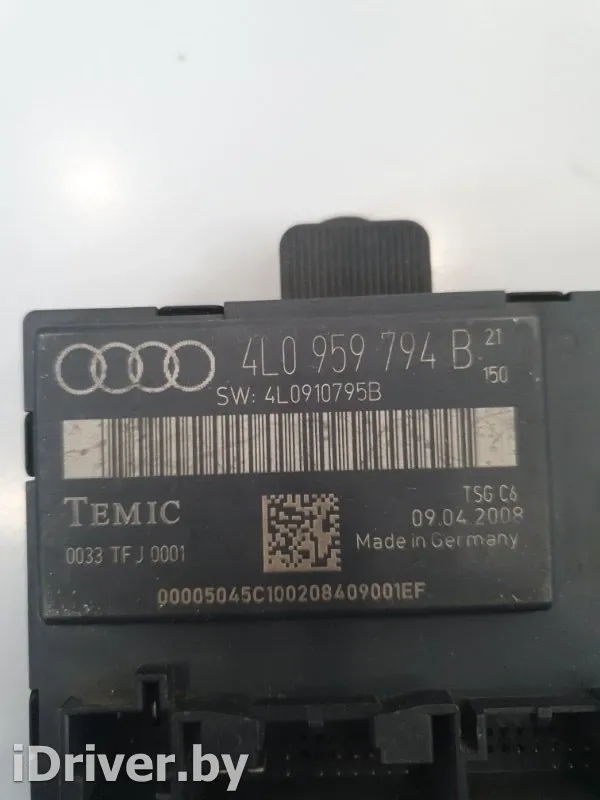 4L0 959 794 B 21
150
SW: 4L0910795B
TEMIC
TSG C6
09.04.2008
0033 TFJ 0001
Made in Germany
00005045C100208409001EF
iDriver.by